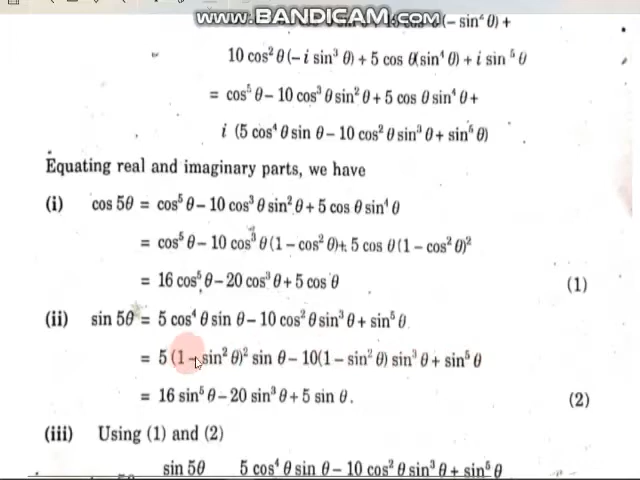 www.BANDICAM.com
(− sin² θ) +
10 cos² θ (− i sin³ θ) + 5 cos θ(sin⁴ θ) + i sin ⁵ θ
= cos⁵ θ − 10 cos³ θ sin² θ + 5 cos θ sin⁴ θ +
i (5 cos⁴ θ sin θ − 10 cos² θ sin³ θ + sin⁵ θ)
Equating real and imaginary parts, we have
(i) cos 5θ = cos⁵ θ − 10 cos³ θ sin² θ + 5 cos θ sin⁴ θ
= cos⁵ θ − 10 cos³ θ (1 − cos² θ) + 5 cos θ (1 − cos² θ)²
= 16 cos⁵ θ − 20 cos³ θ + 5 cos θ (1)
(ii) sin 5θ = 5 cos⁴ θ sin θ − 10 cos² θ sin³ θ + sin⁵ θ
= 5 (1 − sin² θ)² sin θ − 10(1 − sin² θ) sin³ θ + sin⁵ θ
= 16 sin⁵ θ − 20 sin³ θ + 5 sin θ. (2)
(iii) Using (1) and (2)
sin 5θ 5 cos⁴ θ sin θ − 10 cos² θ sin³ θ + sin⁵ θ